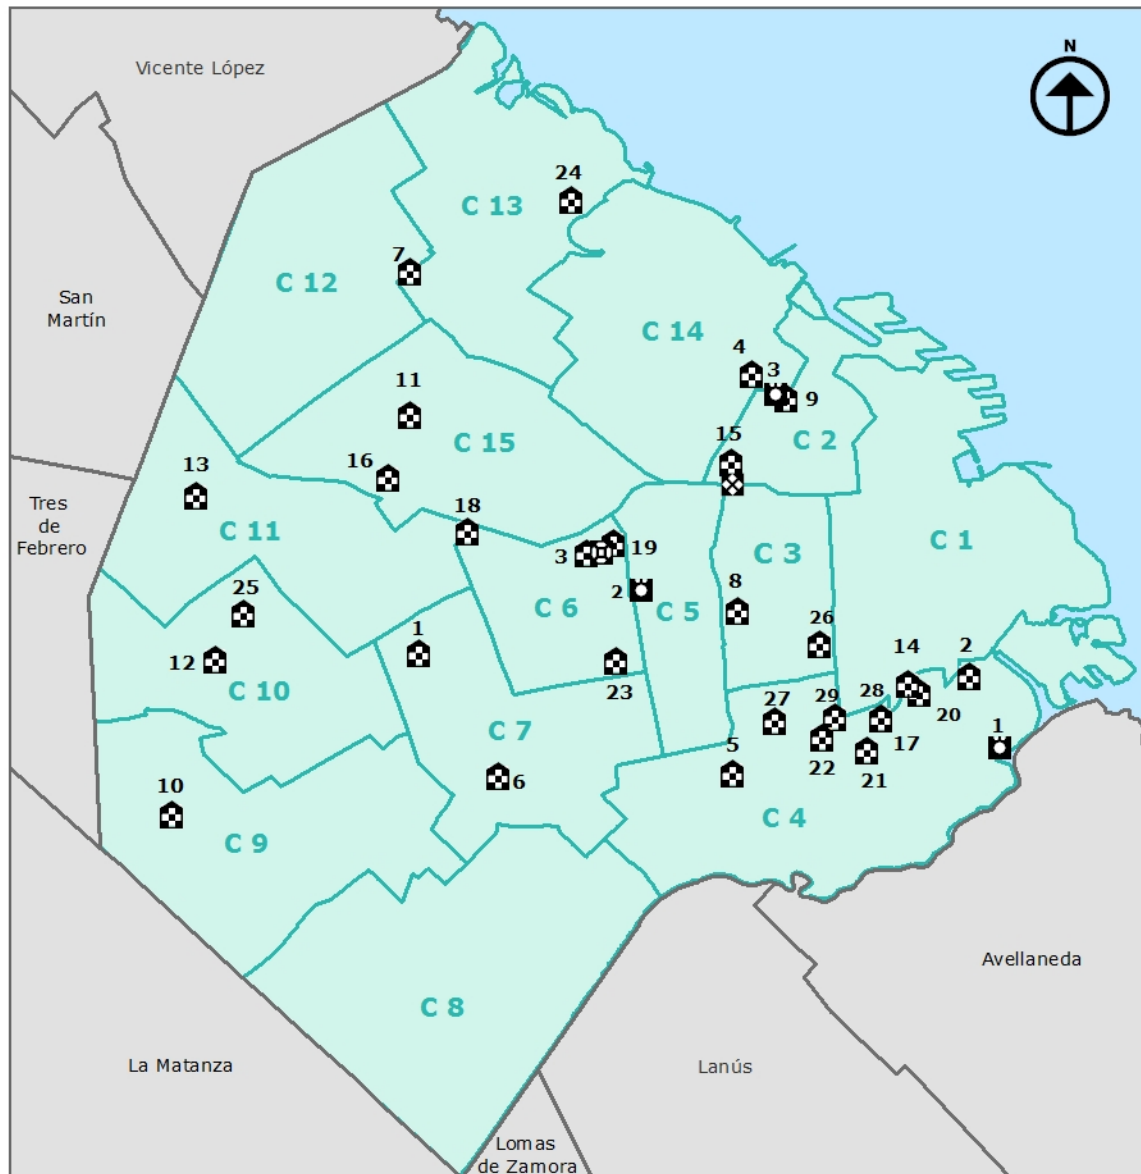 Vicente López
N
24
C 13
7
C 12
San
Martín
C 14
4
3
9
11
C 2
C 15
15
16
13
Tres
de
Febrero
C 11
18
C 1
3
19
C 3
25
2
8
C 6
C 5
1
26
12
14
2
C 10
23
27
29
28
20
1
C 7
17
5
22
21
6
10
C 4
C 9
Avellaneda
C 8
La Matanza
Lanús
Lomas
de Zamora